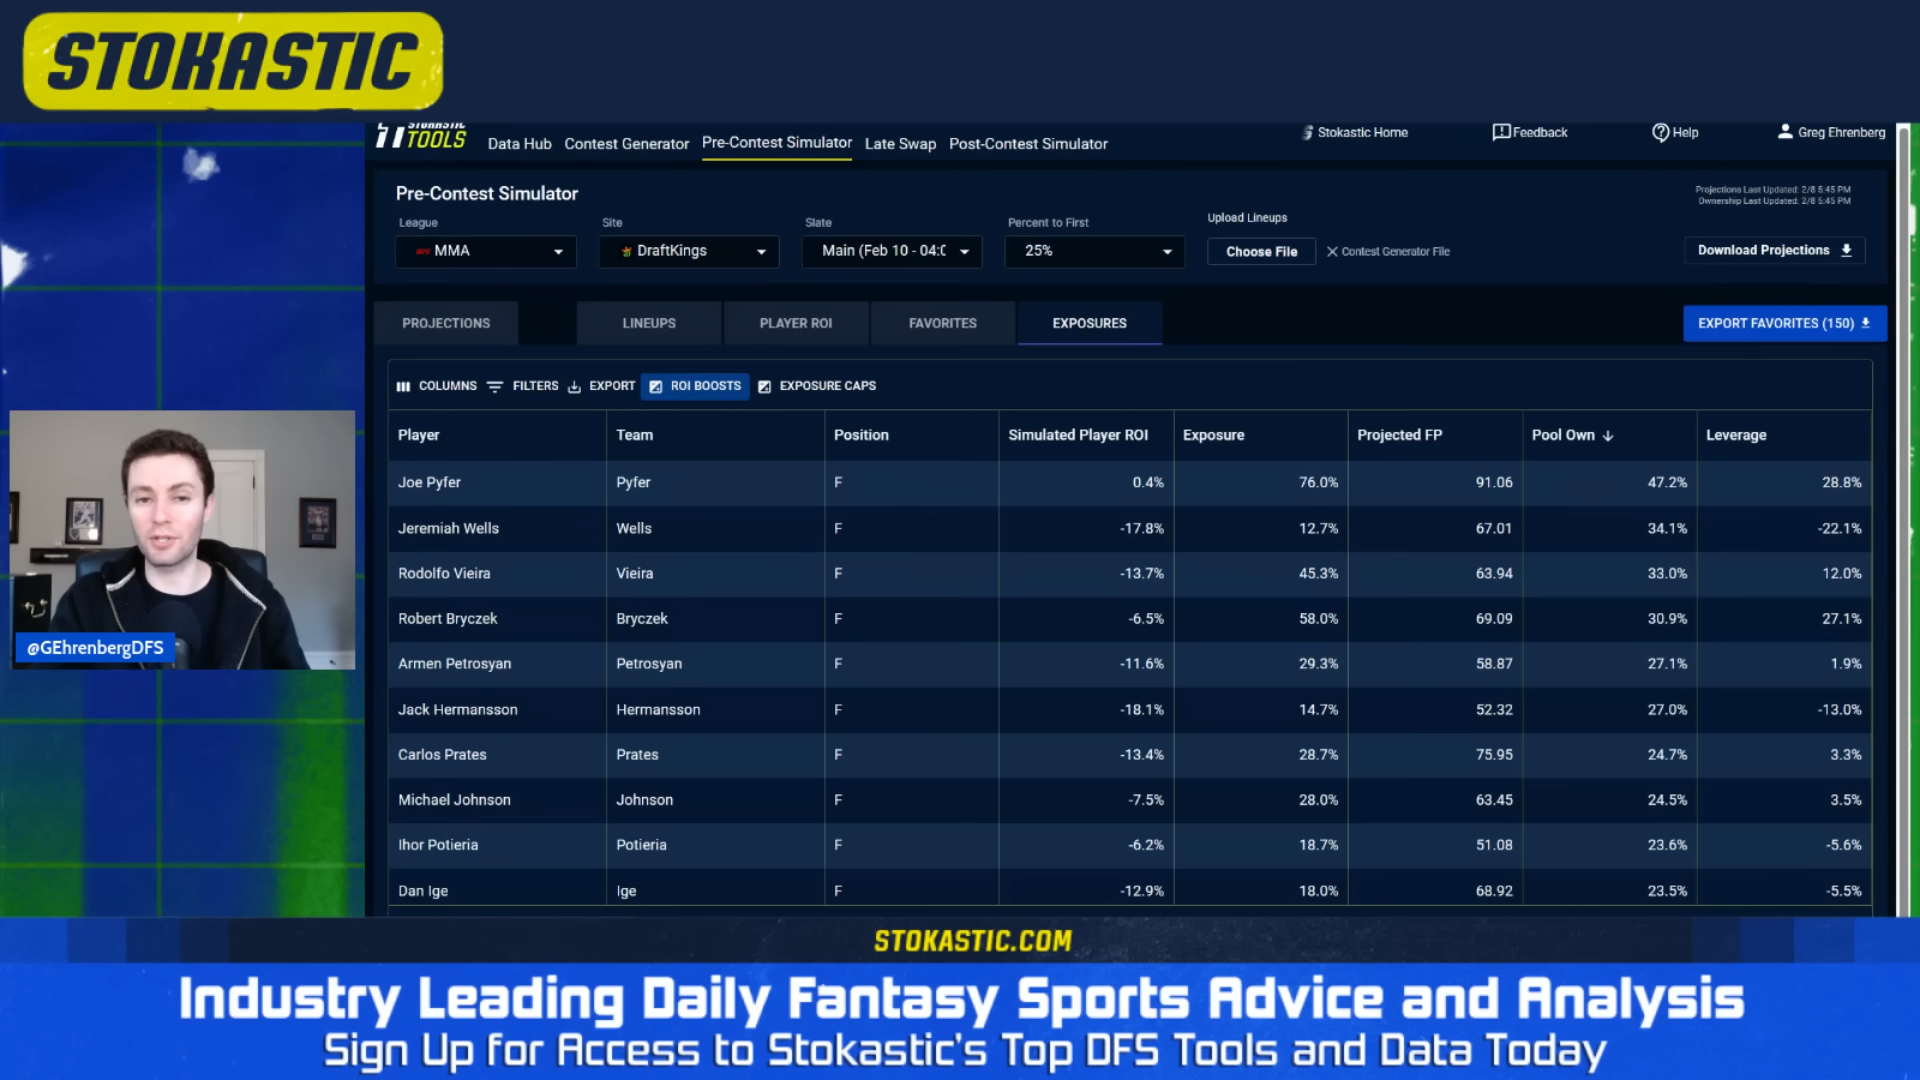 STOKASTIC
STOKASTIC
TOOLS
Data Hub
Contest Generator
Pre-Contest Simulator
Late Swap
Post-Contest Simulator
Stokastic Home
Feedback
Help
Greg Ehrenberg
Pre-Contest Simulator
Projections Last Updated: 2/8 5:45 PM
Ownership Last Updated: 2/8 5:45 PM
League
Site
Slate
Percent to First
Upload Lineups
MMA
DraftKings
Main (Feb 10 - 04:0
25%
Choose File
Contest Generator File
Download Projections
PROJECTIONS
LINEUPS
PLAYER ROI
FAVORITES
EXPOSURES
EXPORT FAVORITES (150)
COLUMNS
FILTERS
EXPORT
ROI BOOSTS
EXPOSURE CAPS
Player Team Position Simulated Player ROI Exposure Projected FP Pool Own Leverage
Joe Pyfer Pyfer F 0.4% 76.0% 91.06 47.2% 28.8%
Jeremiah Wells Wells F -17.8% 12.7% 67.01 34.1% -22.1%
Rodolfo Vieira Vieira F -13.7% 45.3% 63.94 33.0% 12.0%
Robert Bryczek Bryczek F -6.5% 58.0% 69.09 30.9% 27.1%
Armen Petrosyan Petrosyan F -11.6% 29.3% 58.87 27.1% 1.9%
Jack Hermansson Hermansson F -18.1% 14.7% 52.32 27.0% -13.0%
Carlos Prates Prates F -13.4% 28.7% 75.95 24.7% 3.3%
Michael Johnson Johnson F -7.5% 28.0% 63.45 24.5% 3.5%
Ihor Potieria Potieria F -6.2% 18.7% 51.08 23.6% -5.6%
Dan Ige Ige F -12.9% 18.0% 68.92 23.5% -5.5%
@GEhrenbergDFS
STOKASTIC.COM
Industry Leading Daily Fantasy Sports Advice and Analysis
Sign Up for Access to Stokastic's Top DFS Tools and Data Today